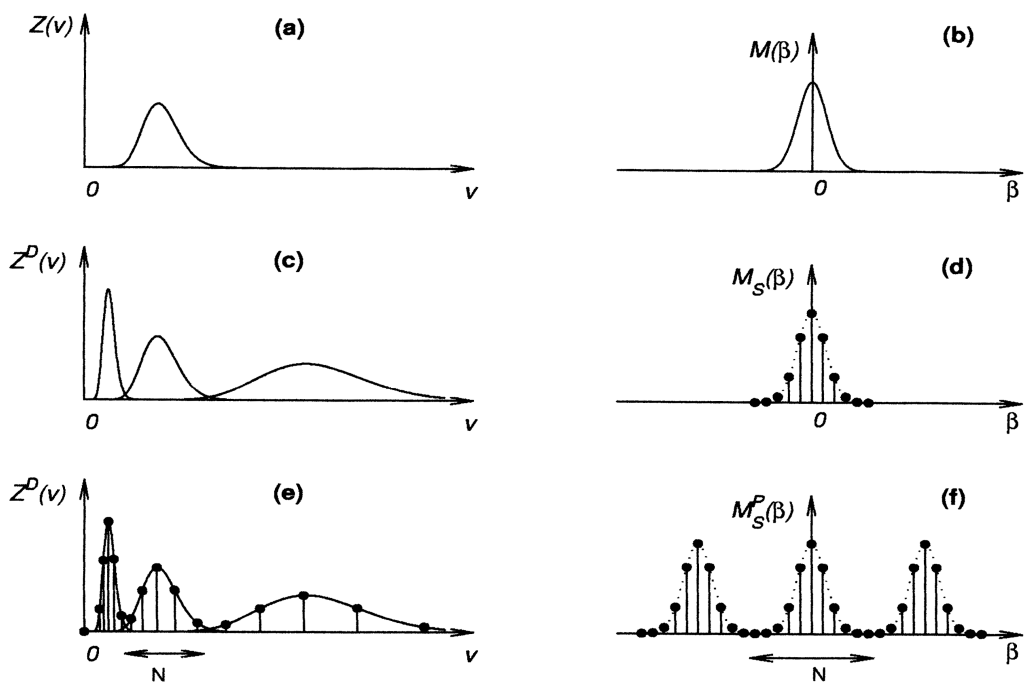 Z(v) (a)
0 v
M(β) (b)
0 β
Z^D(v) (c)
0 v
M_S(β) (d)
0 β
Z^D(v) (e)
0 v
N
M_S^P(β) (f)
β
N